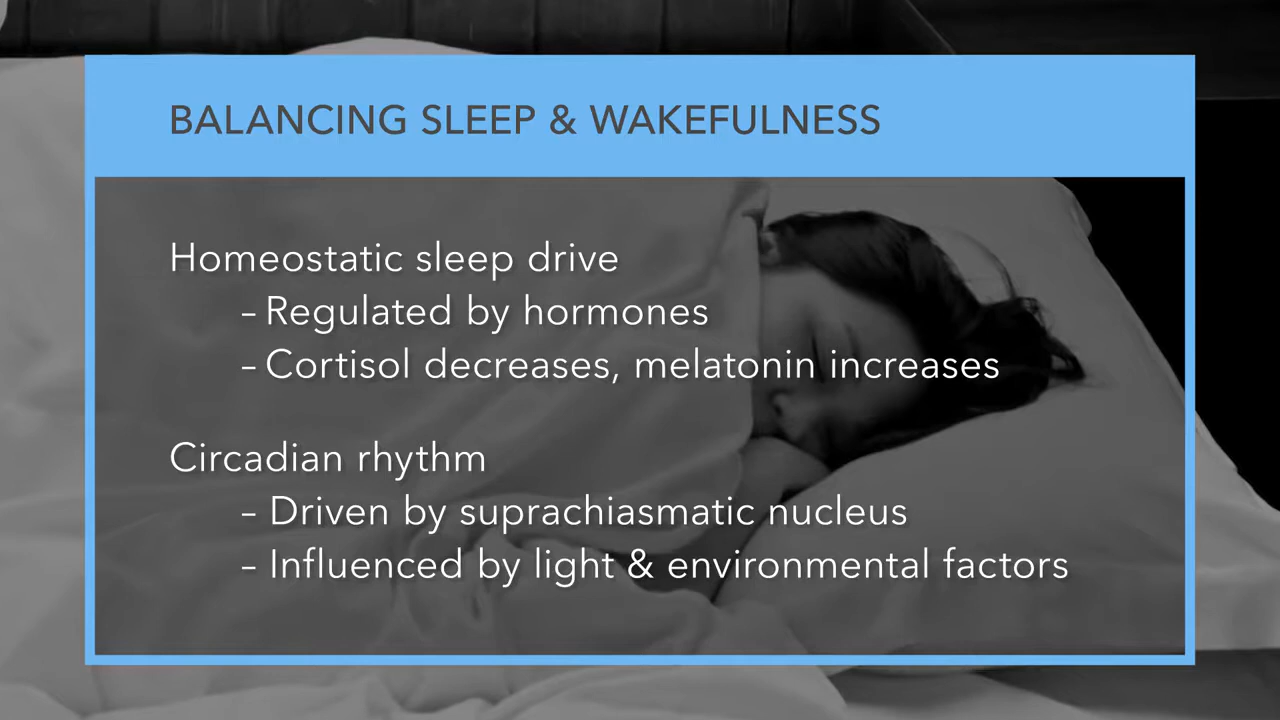 BALANCING SLEEP & WAKEFULNESS
Homeostatic sleep drive
– Regulated by hormones
– Cortisol decreases, melatonin increases
Circadian rhythm
– Driven by suprachiasmatic nucleus
– Influenced by light & environmental factors